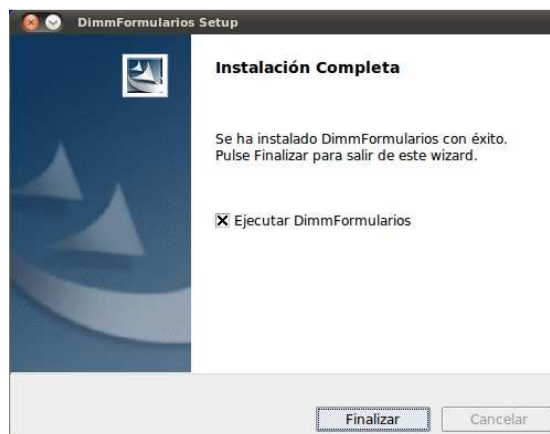 DimmFormularios Setup
Instalación Completa
Se ha instalado DimmFormularios con éxito.
Pulse Finalizar para salir de este wizard.
Ejecutar DimmFormularios
Finalizar
Cancelar